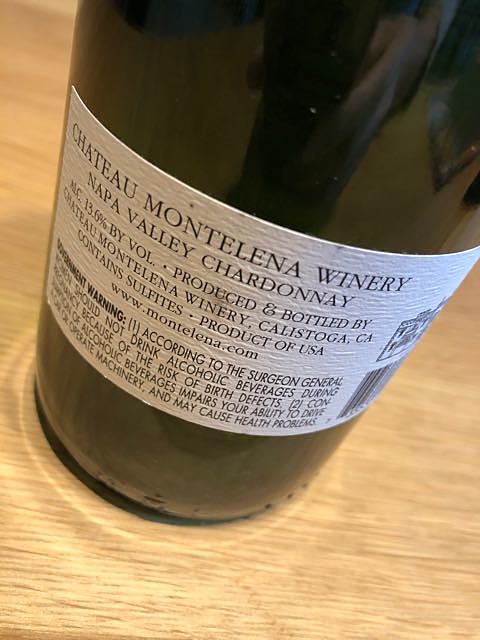 CHATEAU MONTELENA WINERY
NAPA VALLEY CHARDONNAY
ALC. 13.6% BY VOL. • PRODUCED & BOTTLED BY
CHATEAU MONTELENA WINERY, CALISTOGA, CA
CONTAINS SULFITES • PRODUCT OF USA
www.montelena.com
GOVERNMENT WARNING: (1) ACCORDING TO THE SURGEON GENERAL
SHOULD NOT DRINK ALCOHOLIC BEVERAGES DURING
BECAUSE OF THE RISK OF BIRTH DEFECTS. (2) CON-
OF ALCOHOLIC BEVERAGES IMPAIRS YOUR ABILITY TO DRIVE
OPERATE MACHINERY, AND MAY CAUSE HEALTH PROBLEMS.